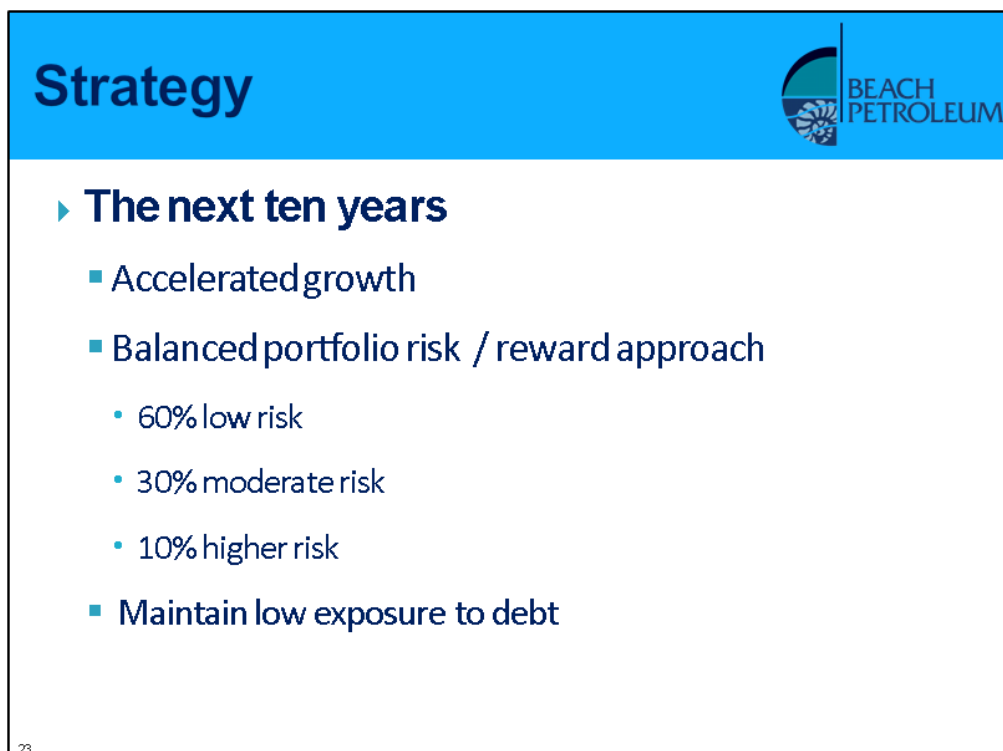 Strategy
BEACH
PETROLEUM
The next ten years
Accelerated growth
Balanced portfolio risk / reward approach
60% low risk
30% moderate risk
10% higher risk
Maintain low exposure to debt
23